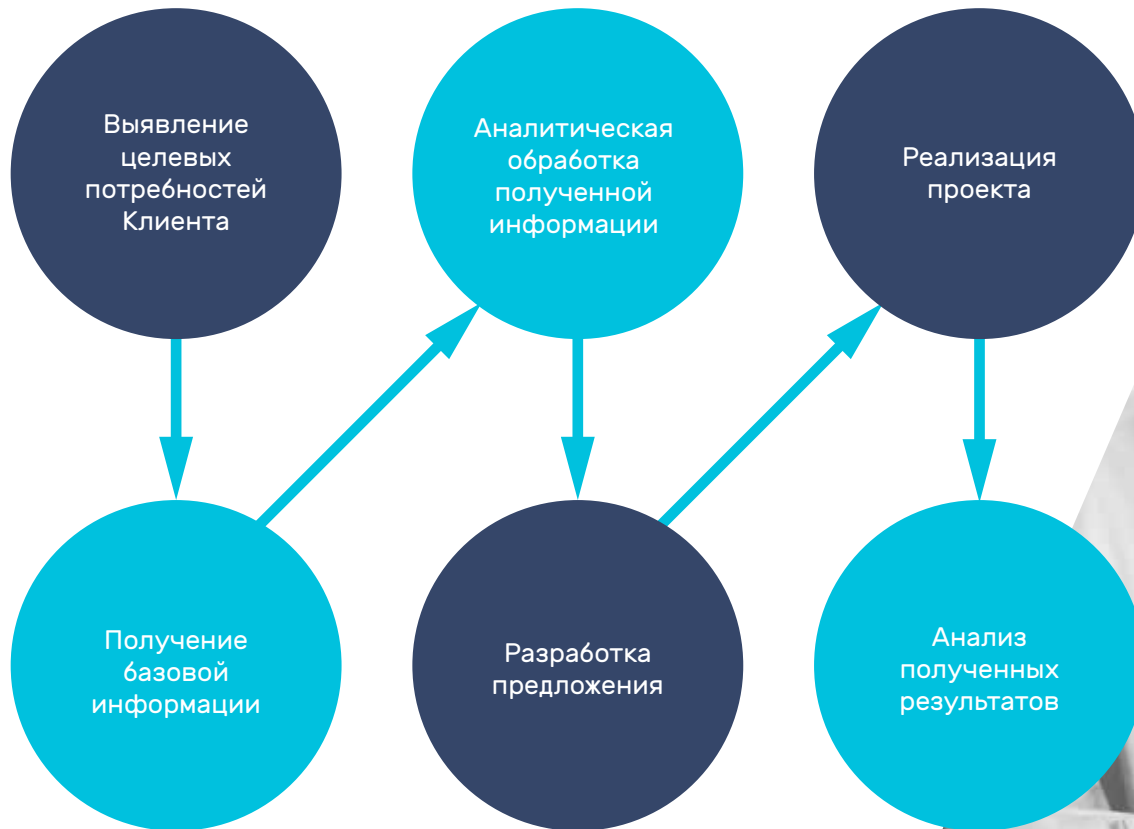 Выявление
целевых
потребностей
Клиента
Получение
базовой
информации
Аналитическая
обработка
полученной
информации
Разработка
предложения
Реализация
проекта
Анализ
полученных
результатов